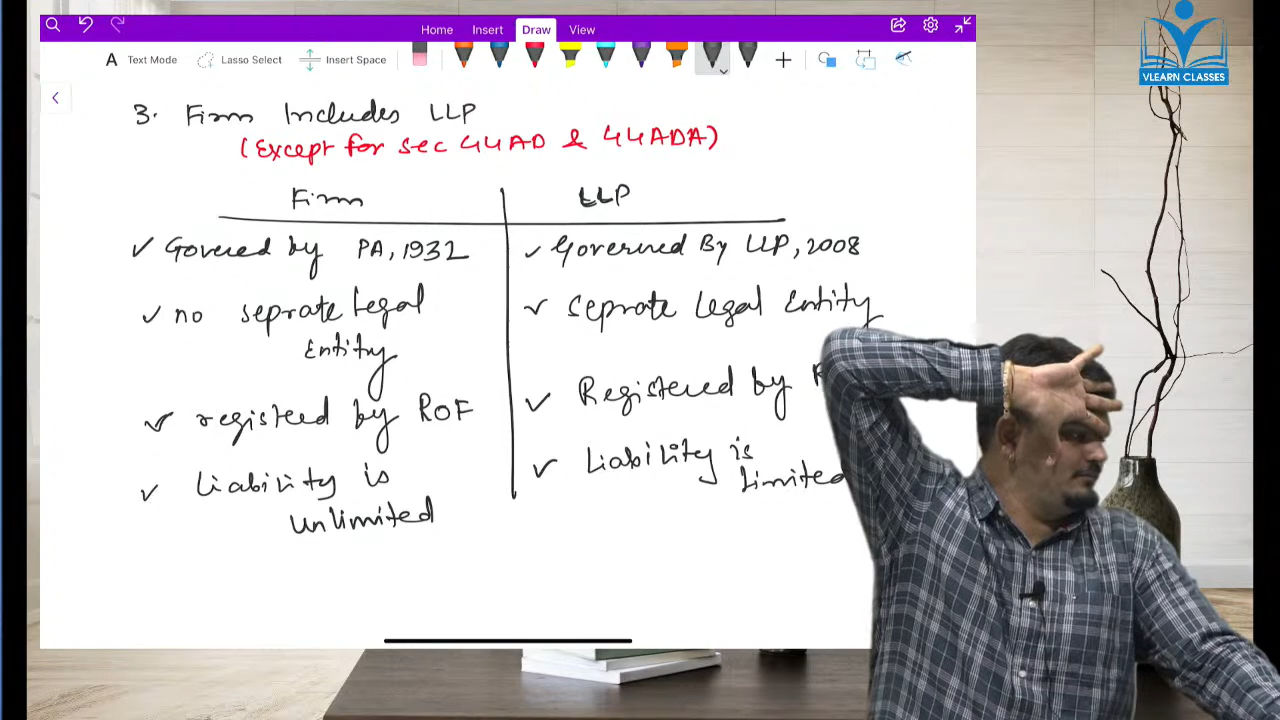 Home Insert Draw View
A Text Mode Lasso Select Insert Space
VLEARN CLASSES
3. Firm Includes LLP
(Except for sec 44AD & 44ADA)
Firm LLP
✓ Govered by PA, 1932
✓ Governed By LLP, 2008
✓ no seprate Legal
Entity
✓ Seprate Legal Entity
✓ registeed by ROF
✓ Registered by
✓ Liability is
unlimited
✓ Liability is
Limited